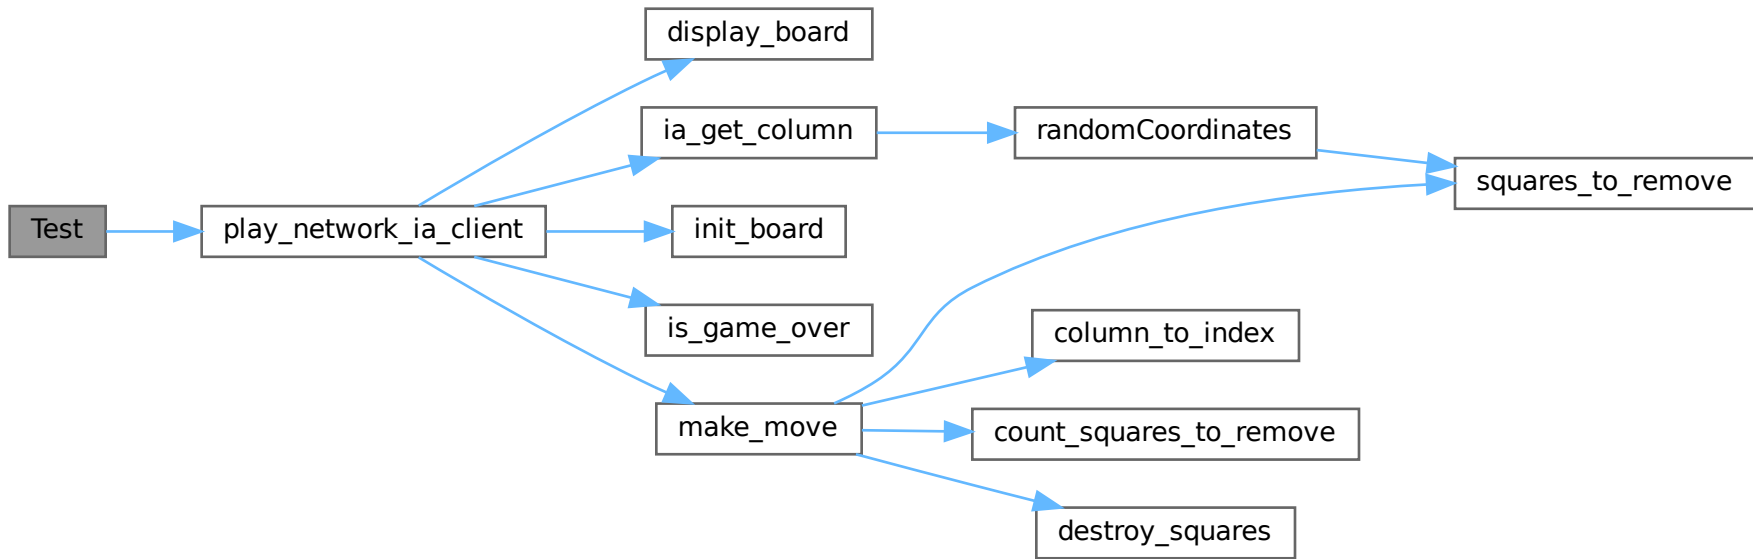 display_board
ia_get_column
randomCoordinates
squares_to_remove
Test
play_network_ia_client
init_board
is_game_over
column_to_index
make_move
count_squares_to_remove
destroy_squares